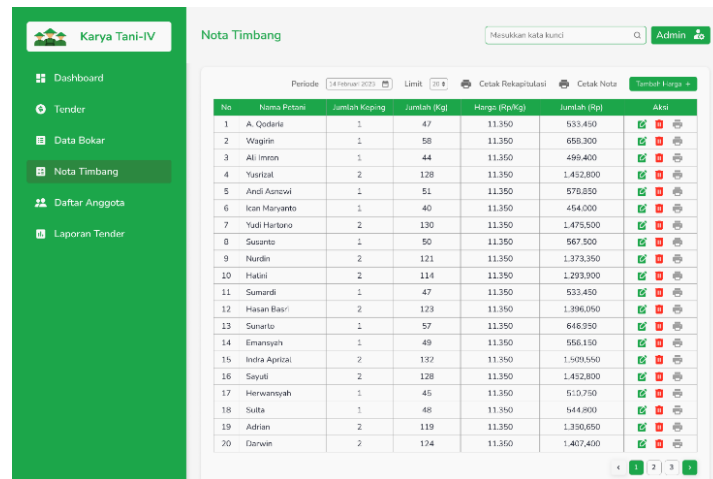 Karya Tani-IV
Nota Timbang
Mesukkan kata kunci
Admin
Dashboard
Tender
Data Bokar
Nota Timbang
Daftar Anggota
Laporan Tender
Periode 14 Februari 2023 Limit 20 Cetak Rekapitulasi Cetak Nota Tambah Harga +
No Nama Petani Jumlah Keping Jumlah (Kg) Harga (Rp/Kg) Jumlah (Rp) Aksi
1 A. Qodaria 1 47 11.350 533,450
2 Wagirin 1 58 11.350 658,300
3 Ali Imron 1 44 11.350 499,400
4 Yusrizal 2 128 11.350 1,452,800
5 Andi Asnewi 1 51 11.350 578,850
6 Ican Maryanto 1 40 11.350 454,000
7 Yudi Hartono 2 130 11.350 1,475,500
8 Susanto 1 50 11.350 567,500
9 Nurdin 2 121 11.350 1,373,350
10 Hatini 2 114 11.350 1,293,900
11 Sumardi 1 47 11.350 533,450
12 Hasan Basri 2 123 11.350 1,396,050
13 Sunarto 1 57 11.350 646,950
14 Emansyah 1 49 11.350 556,150
15 Indra Aprizal 2 132 11.350 1,509,550
16 Sayuti 2 128 11.350 1,452,800
17 Herwansyah 1 45 11.350 510,750
18 Sulta 1 48 11.350 544,800
19 Adrian 2 119 11.350 1,350,650
20 Darwin 2 124 11.350 1,407,400
‹ 1 2 3 ›